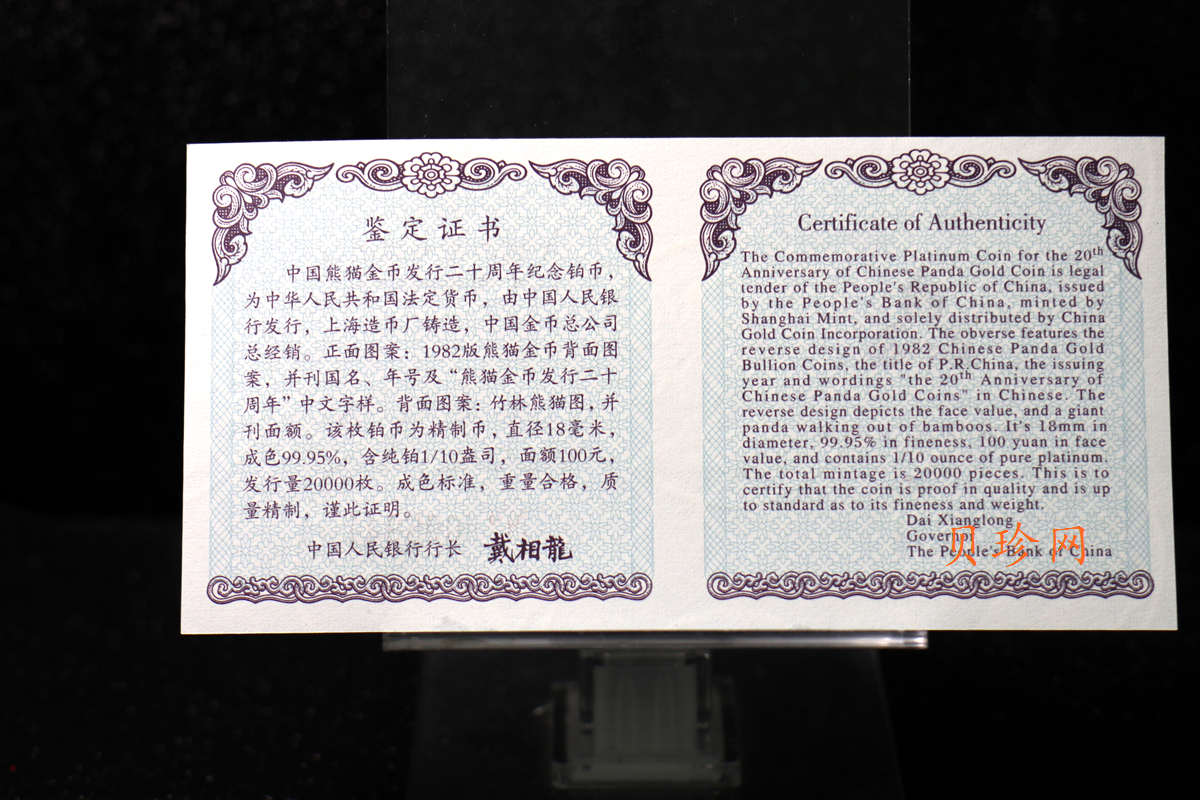 鉴定证书
中国熊猫金币发行二十周年纪念铂币，
为中华人民共和国法定货币，由中国人民银
行发行，上海造币厂铸造，中国金币总公司
总经销。正面图案：1982版熊猫金币背面图
案，并刊国名、年号及“熊猫金币发行二十
周年”中文字样。背面图案：竹林熊猫图，并
刊面额。该枚铂币为精制币，直径18毫米，
成色99.95%，含纯铂1/10盎司，面额100元，
发行量20000枚。成色标准，重量合格，质
量精制，谨此证明。
中国人民银行行长 戴相龙
Certificate of Authenticity
The Commemorative Platinum Coin for the 20th
Anniversary of Chinese Panda Gold Coin is legal
tender of the People's Republic of China, issued
by the People's Bank of China, minted by
Shanghai Mint, and solely distributed by China
Gold Coin Incorporation. The obverse features the
reverse design of 1982 Chinese Panda Gold
Bullion Coins, the title of P.R.China, the issuing
year and wordings "the 20th Anniversary of
Chinese Panda Gold Coins" in Chinese. The
reverse design depicts the face value, and a giant
panda walking out of bamboos. It's 18mm in
diameter, 99.95% in fineness, 100 yuan in face
value, and contains 1/10 ounce of pure platinum.
The total mintage is 20000 pieces. This is to
certify that the coin is proof in quality and is up
to standard as to its fineness and weight.
Dai Xianglong
Governor
The People's Bank of China
贝珍网